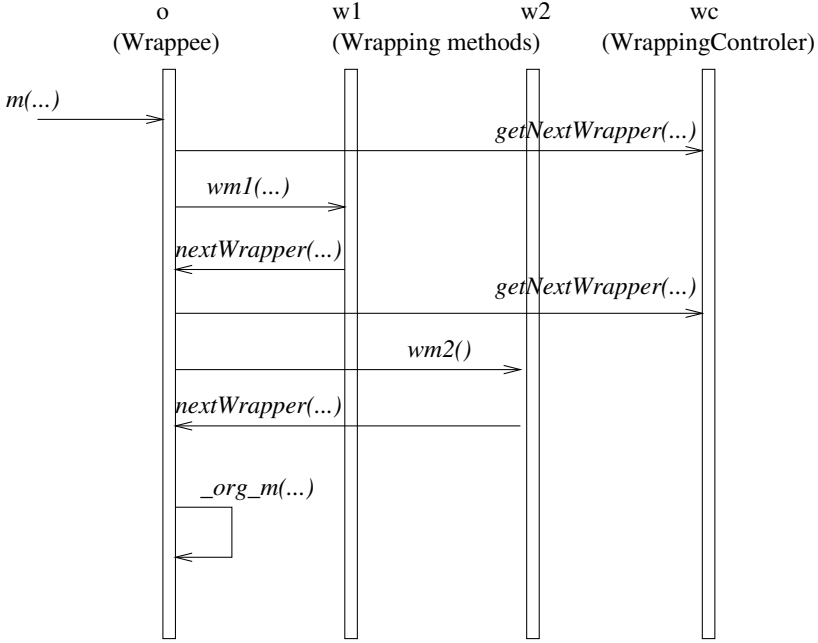 o w1 w2 wc
(Wrappee) (Wrapping methods) (WrappingControler)
m(...)
getNextWrapper(...)
wm1(...)
nextWrapper(...)
getNextWrapper(...)
wm2()
nextWrapper(...)
_org_m(...)